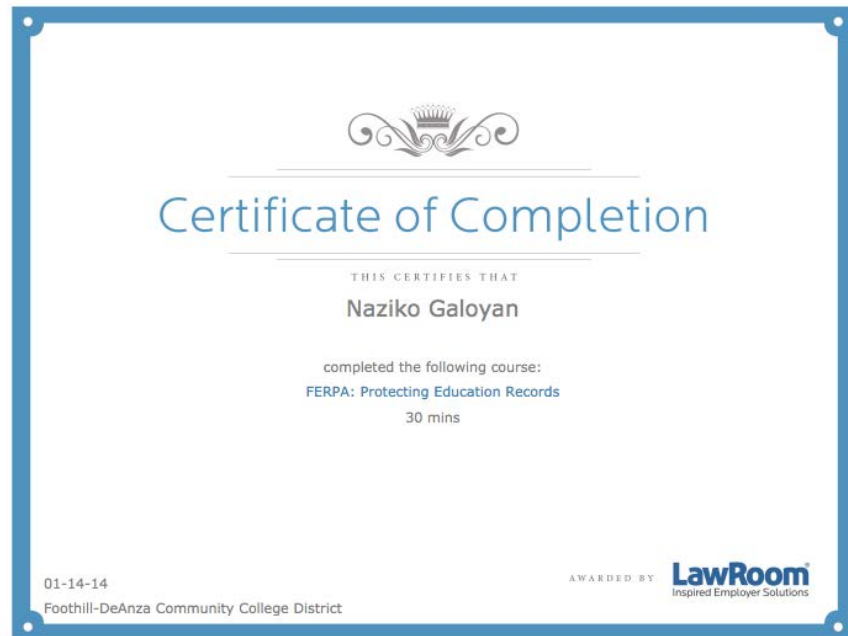 Certificate of Completion
THIS CERTIFIES THAT
Naziko Galoyan
completed the following course:
FERPA: Protecting Education Records
30 mins
01-14-14
Foothill-DeAnza Community College District
AWARDED BY
LawRoom®
Inspired Employer Solutions